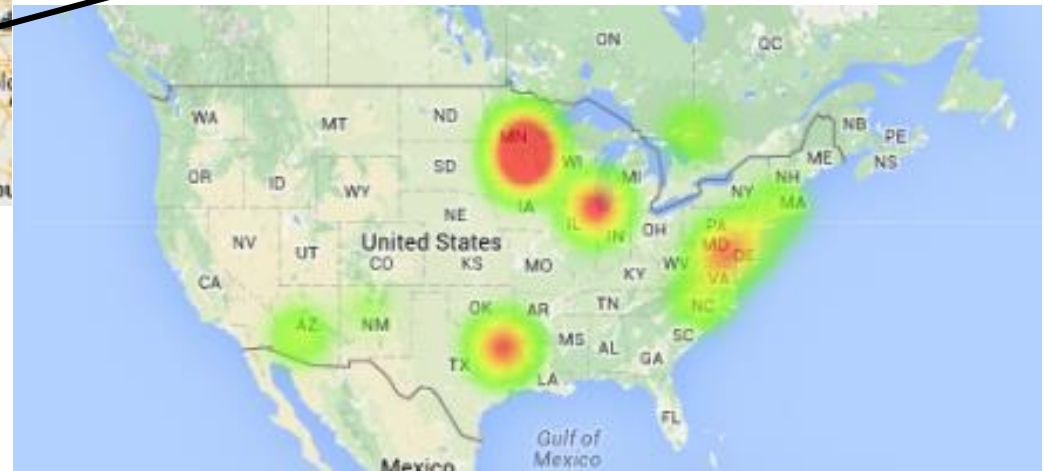 ON
QC
WA
MT
ND
MN
NB
PE
ME
NS
OR
ID
SD
WI
MI
NH
WY
NY
MA
NE
IA
IL
IN
OH
PA
NV
UT
United States
CO
KS
MO
WV
MD
DE
VA
KY
CA
OK
AR
TN
NC
AZ
NM
MS
AL
GA
SC
TX
LA
FL
Gulf of
Mexico
Mexico